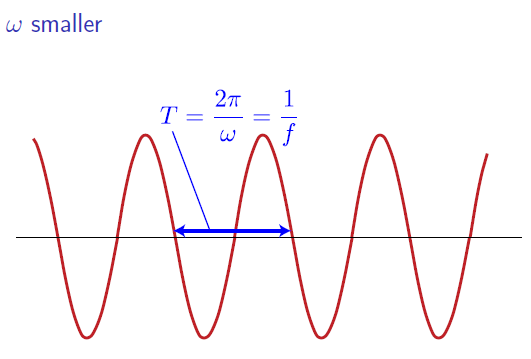 ω smaller
T = 2π/ω = 1/f